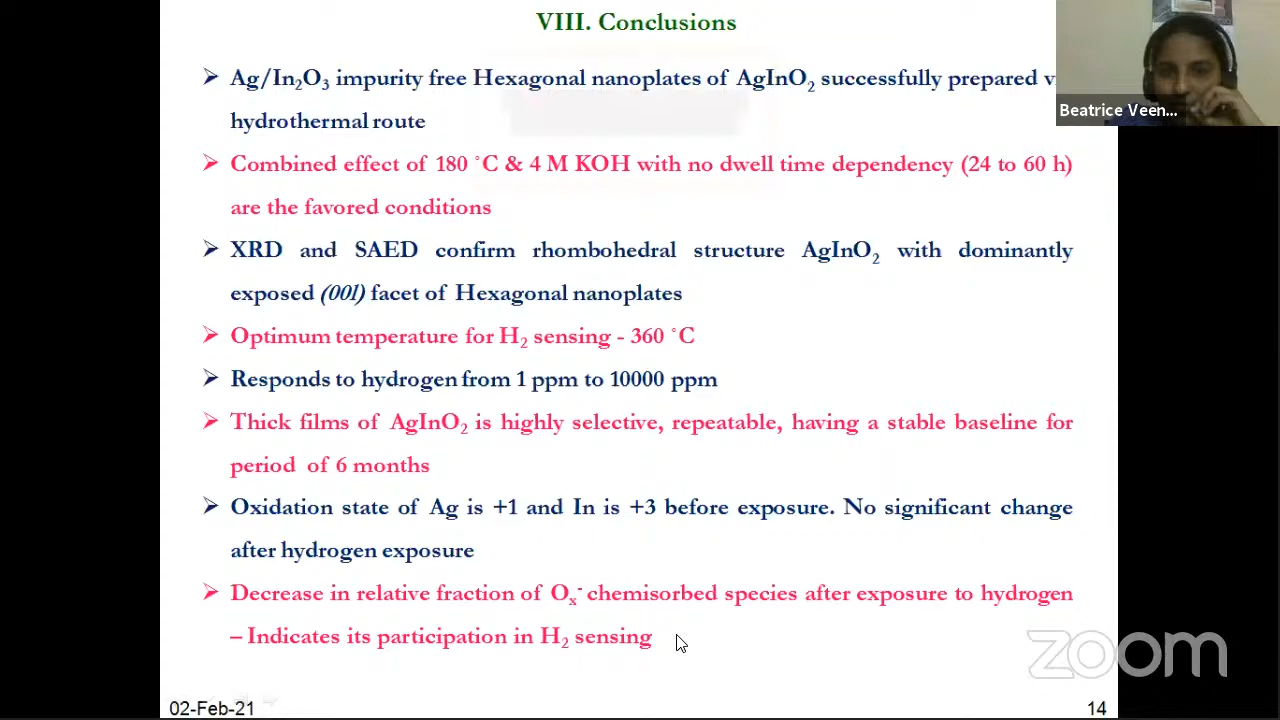 VIII. Conclusions
➢ Ag/In₂O₃ impurity free Hexagonal nanoplates of AgInO₂ successfully prepared
hydrothermal route
➢ Combined effect of 180 ˚C & 4 M KOH with no dwell time dependency (24 to 60 h)
are the favored conditions
➢ XRD and SAED confirm rhombohedral structure AgInO₂ with dominantly
exposed (00l) facet of Hexagonal nanoplates
➢ Optimum temperature for H₂ sensing - 360 ˚C
➢ Responds to hydrogen from 1 ppm to 10000 ppm
➢ Thick films of AgInO₂ is highly selective, repeatable, having a stable baseline for
period of 6 months
➢ Oxidation state of Ag is +1 and In is +3 before exposure. No significant change
after hydrogen exposure
➢ Decrease in relative fraction of Oₓ⁻ chemisorbed species after exposure to hydrogen
– Indicates its participation in H₂ sensing
02-Feb-21
14
Beatrice Veen...
zoom